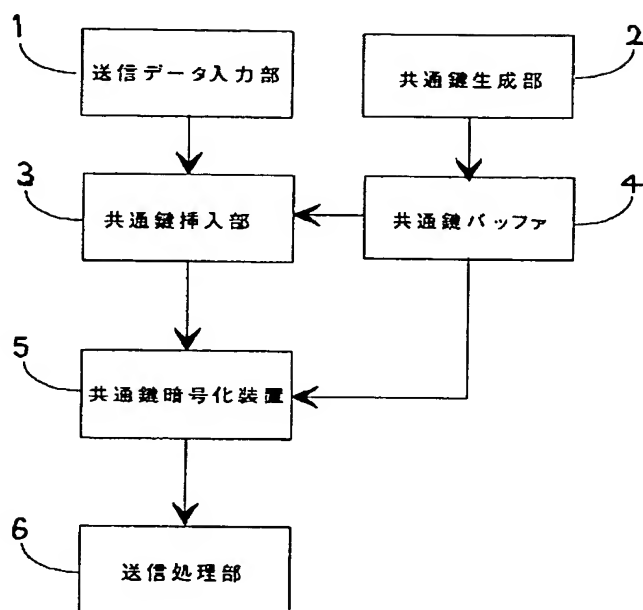 1
送信データ入力部
2
共通鍵生成部
3
共通鍵挿入部
4
共通鍵バッファ
5
共通鍵暗号化装置
6
送信処理部